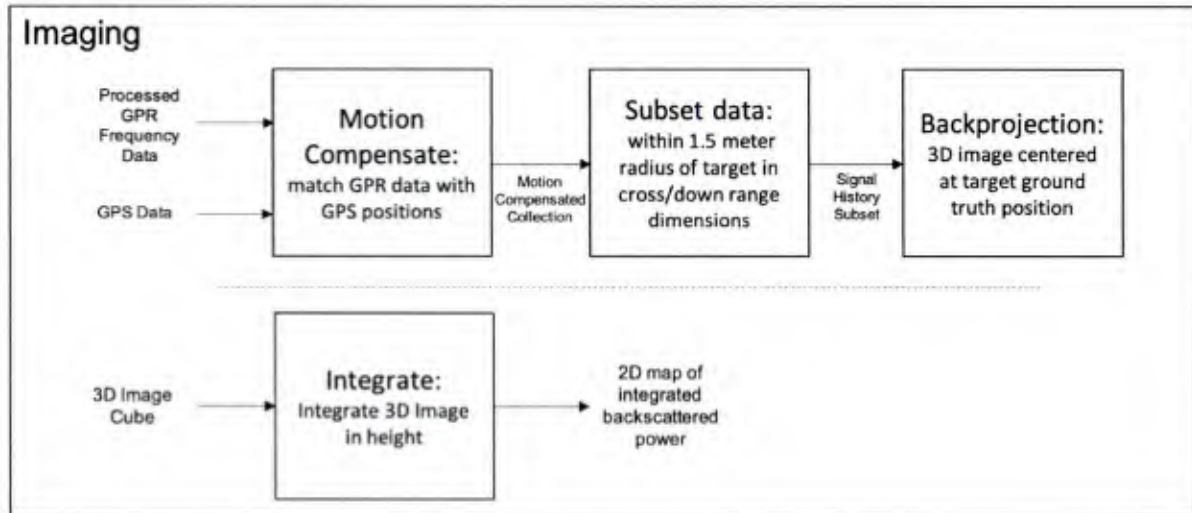 Imaging
Processed
GPR
Frequency
Data
GPS Data
Motion
Compensate:
match GPR data with
GPS positions
Motion
Compensated
Collection
Subset data:
within 1.5 meter
radius of target in
cross/down range
dimensions
Signal
History
Subset
Backprojection:
3D image centered
at target ground
truth position
3D Image
Cube
Integrate:
Integrate 3D Image
in height
2D map of
integrated
backscattered
power